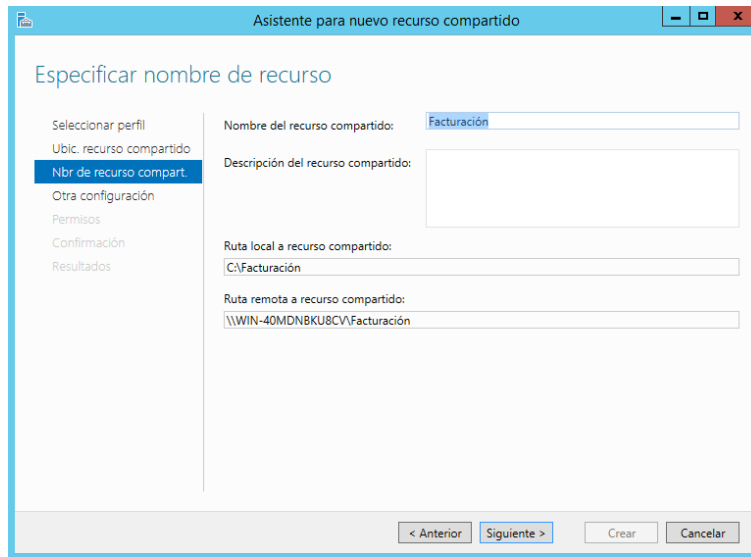 Asistente para nuevo recurso compartido
Especificar nombre de recurso
Seleccionar perfil
Ubic. recurso compartido
Nbr de recurso compart.
Otra configuración
Permisos
Confirmación
Resultados
Nombre del recurso compartido:
Facturación
Descripción del recurso compartido:
Ruta local a recurso compartido:
C:\Facturación
Ruta remota a recurso compartido:
\\WIN-40MDNBKU8CV\Facturación
< Anterior
Siguiente >
Crear
Cancelar